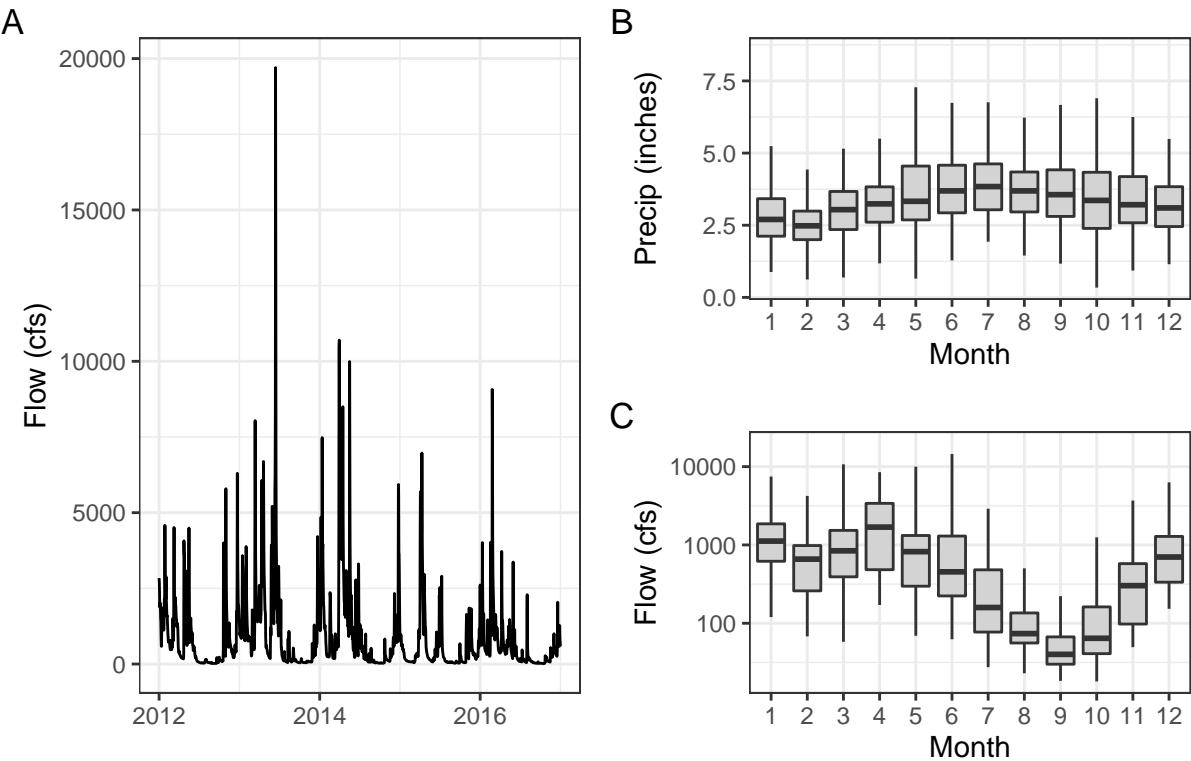 A
Flow (cfs)
20000
15000
10000
5000
0
2012 2014 2016
B
Precip (inches)
7.5
5.0
2.5
0.0
1 2 3 4 5 6 7 8 9 10 11 12
Month
C
Flow (cfs)
10000
1000
100
1 2 3 4 5 6 7 8 9 10 11 12
Month